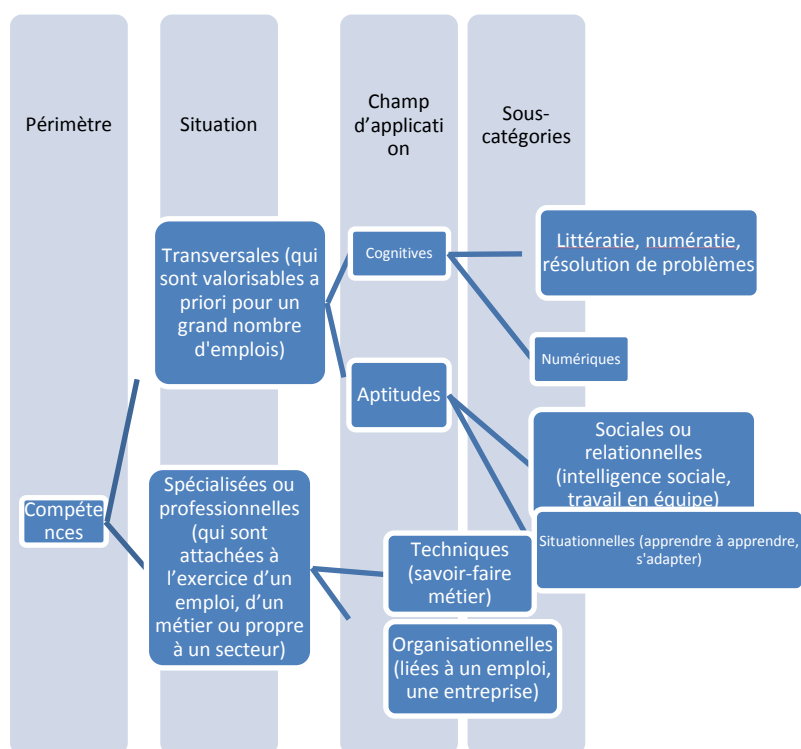 Périmètre
Situation
Champ
d'applicati
on
Sous-
catégories
Transversales (qui
sont valorisables a
priori pour un
grand nombre
d'emplois)
Cognitives
Littératie, numératie,
résolution de problèmes
Numériques
Aptitudes
Sociales ou
relationnelles
(intelligence sociale,
travail en équipe)
Situationnelles (apprendre à apprendre,
s'adapter)
Compéte
nces
Spécialisées ou
professionnelles
(qui sont
attachées à
l’exercice d’un
emploi, d’un
métier ou propre
à un secteur)
Techniques
(savoir-faire
métier)
Organisationnelles
(liées à un emploi,
une entreprise)